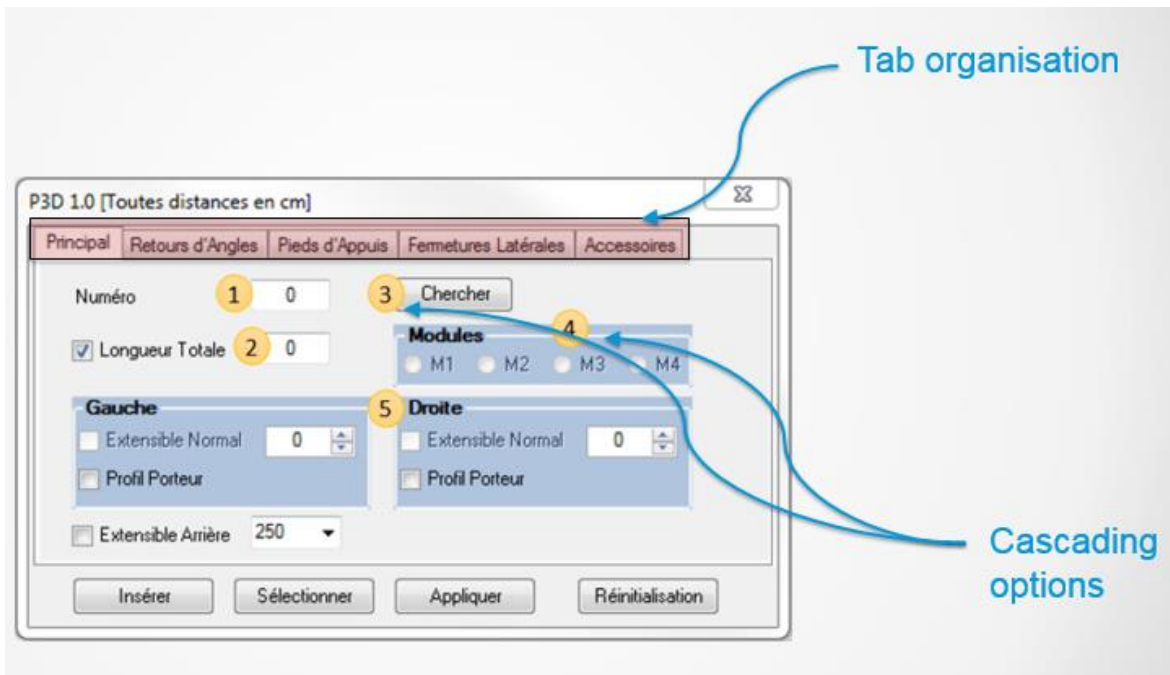 Tab organisation
P3D 1.0 [Toutes distances en cm]
Principal Retours d'Angles Pieds d'Appuis Fermetures Latérales Accessoires
Numéro 1 0 3 Chercher
Longueur Totale 2 0
Modules 4
M1 M2 M3 M4
Gauche 5 Droite
Extensible Normal 0 Extensible Normal 0
Profil Porteur Profil Porteur
Extensible Arrière 250
Cascading
options
Insérer Sélectionner Appliquer Réinitialisation